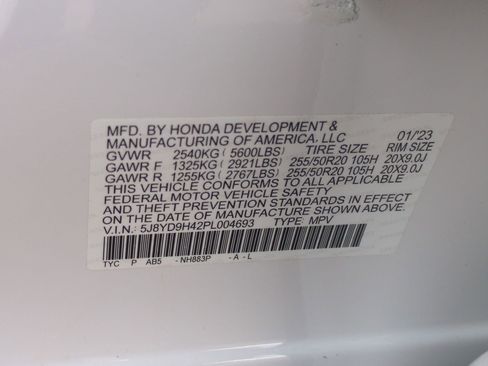 MFD. BY HONDA DEVELOPMENT &
MANUFACTURING OF AMERICA, LLC 01/'23
GVWR 2540KG ( 5600LBS) TIRE SIZE RIM SIZE
GAWR F 1325KG ( 2921LBS) 255/50R20 105H 20X9.0J
GAWR R 1255KG ( 2767LBS) 255/50R20 105H 20X9.0J
THIS VEHICLE CONFORMS TO ALL APPLICABLE
FEDERAL MOTOR VEHICLE SAFETY
AND THEFT PREVENTION STANDARDS IN EFFECT
ON THE DATE OF MANUFACTURE SHOWN ABOVE.
V.I.N.: 5J8YD9H42PL004693 TYPE: MPV
TYC P AB5 - NH883P - A - L